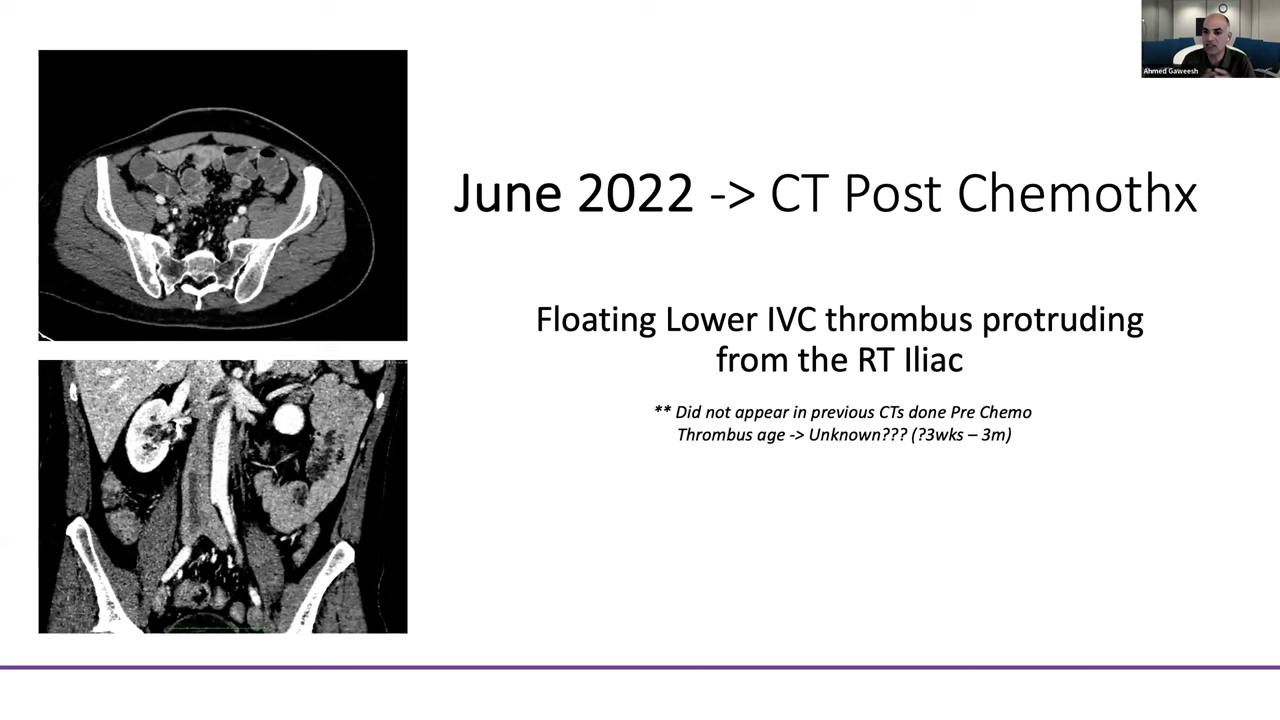 Ahmed Gaweesh
June 2022 -> CT Post Chemothx
Floating Lower IVC thrombus protruding
from the RT Iliac
** Did not appear in previous CTs done Pre Chemo
Thrombus age -> Unknown??? (?3wks – 3m)